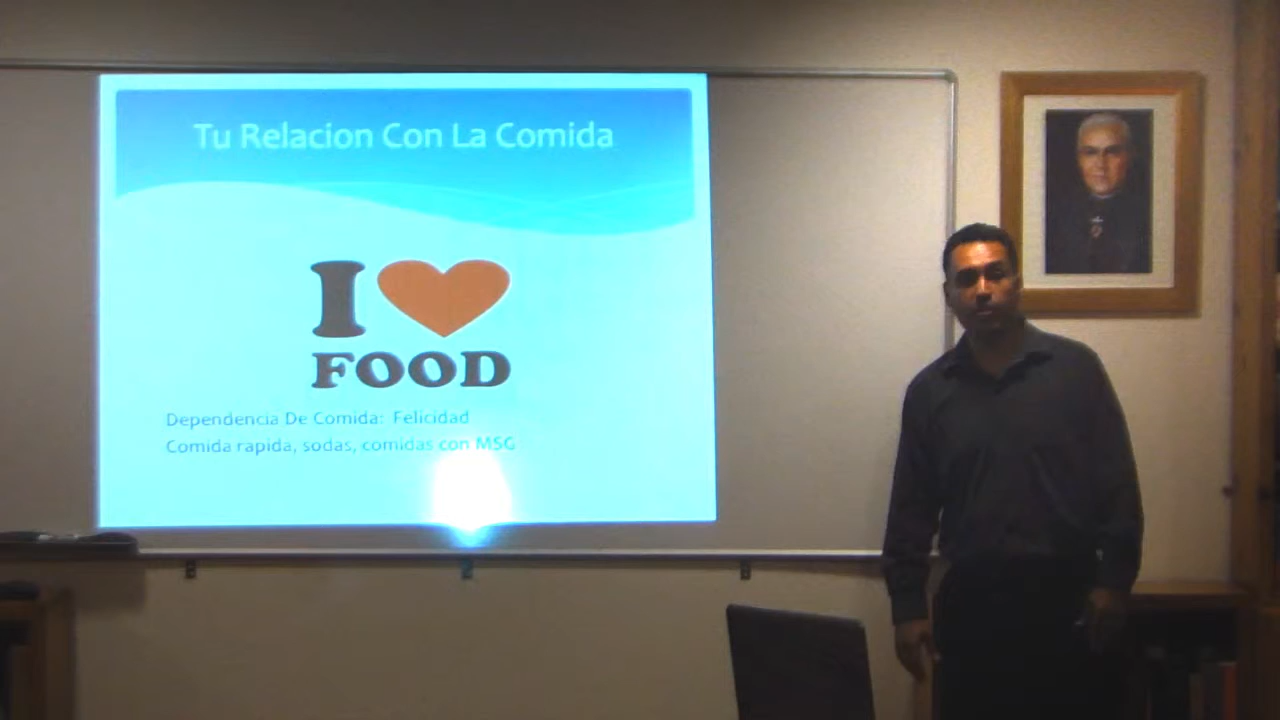 Tu Relacion Con La Comida
I
FOOD
Dependencia De Comida: Felicidad
Comida rapida, sodas, comidas con MSG